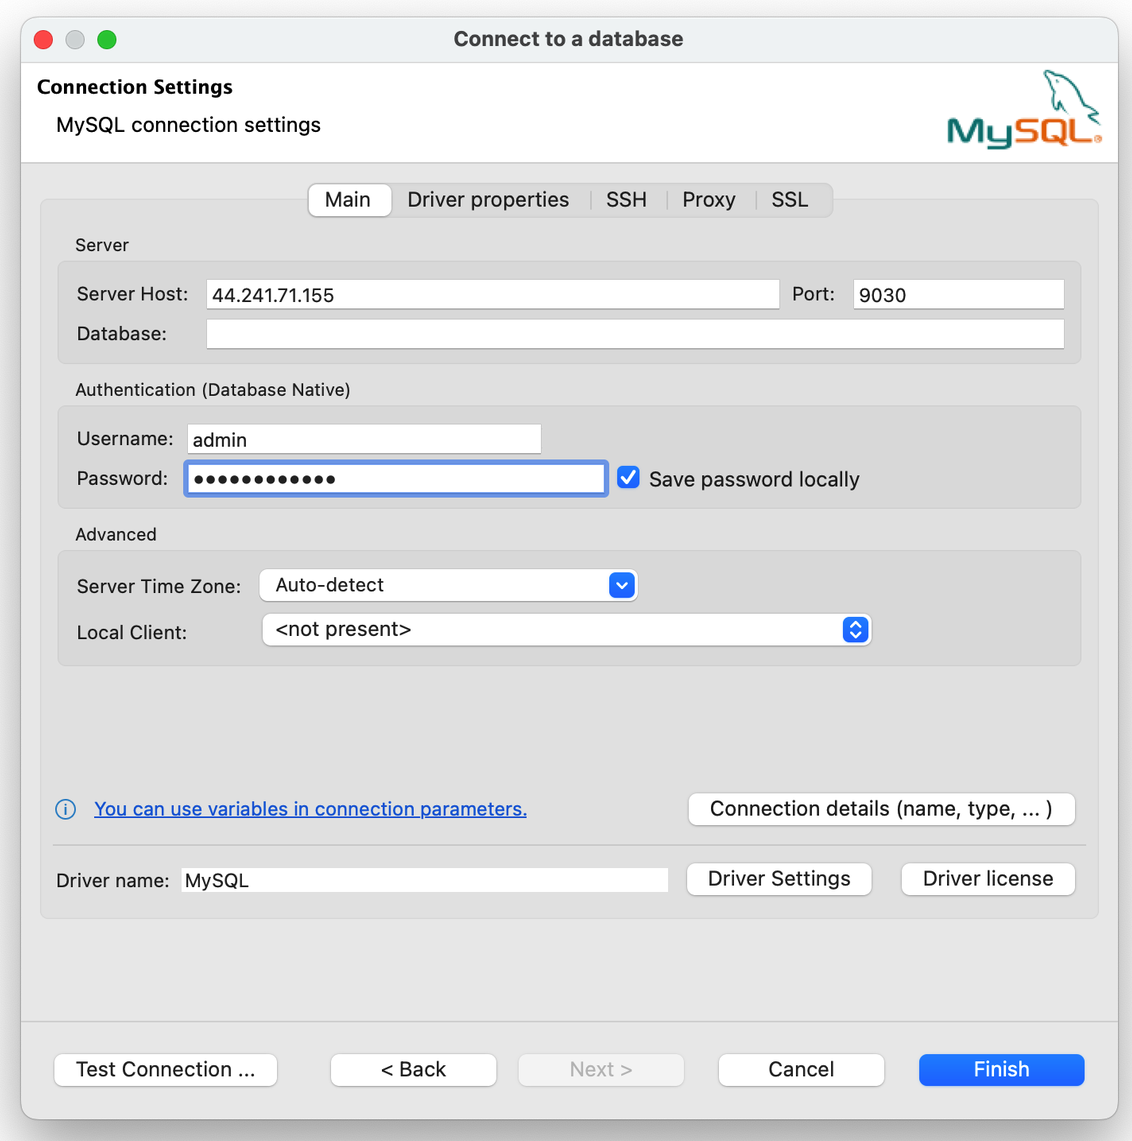 Connect to a database
Connection Settings
MySQL connection settings
MySQL®
Main Driver properties SSH Proxy SSL
Server
Server Host: 44.241.71.155 Port: 9030
Database:
Authentication (Database Native)
Username: admin
Password: ••••••••••••  Save password locally
Advanced
Server Time Zone: Auto-detect
Local Client: <not present>
You can use variables in connection parameters. Connection details (name, type, ... )
Driver name: MySQL Driver Settings Driver license
Test Connection ... < Back Next > Cancel Finish